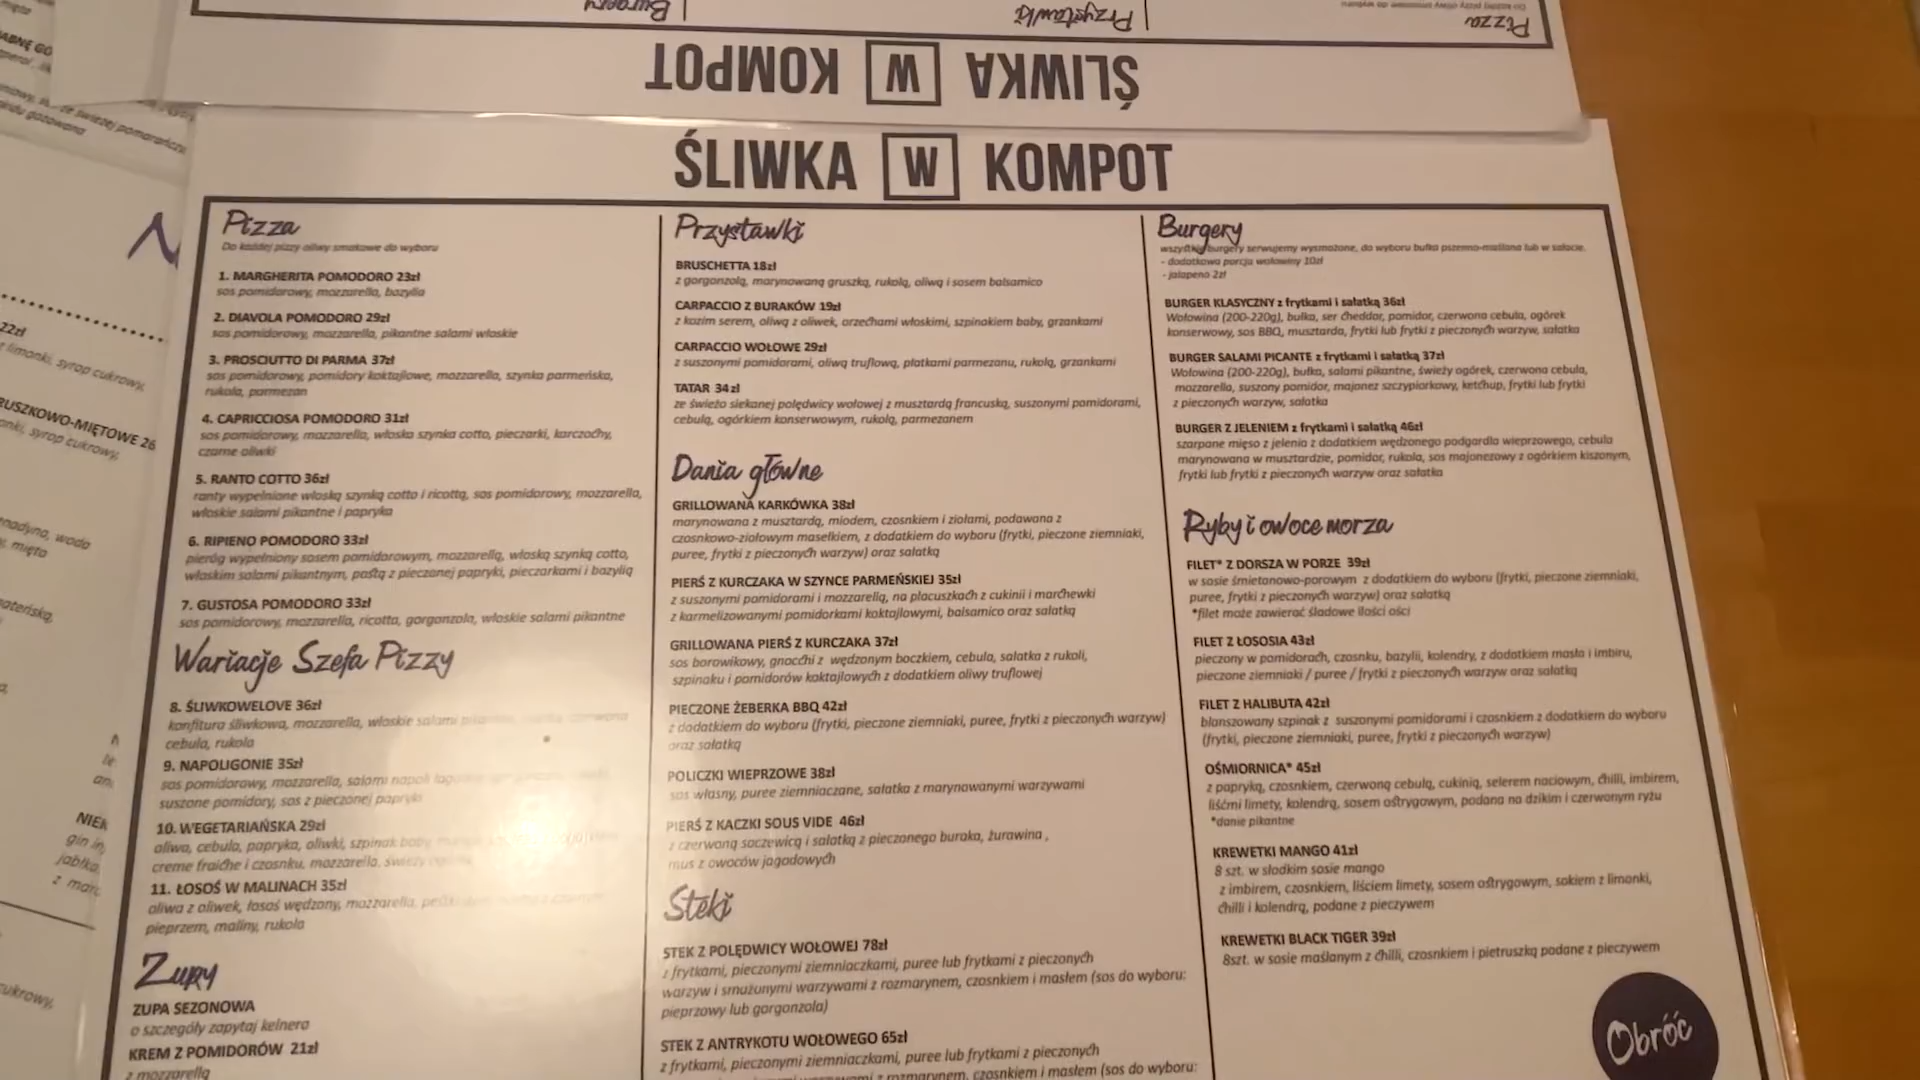 Burgery
Przystawki
Pizza
ŚLIWKA W KOMPOT
ŚLIWKA W KOMPOT
Pizza
Do każdej pizzy oliwy smakowe do wyboru
1. MARGHERITA POMODORO 23zł
sos pomidorowy, mozzarella, bazylia
2. DIAVOLA POMODORO 29zł
sos pomidorowy, mozzarella, pikantne salami włoskie
3. PROSCIUTTO DI PARMA 37zł
sos pomidorowy, pomidory koktajlowe, mozzarella, szynka parmeńska,
rukola, parmezan
4. CAPRICCIOSA POMODORO 31zł
sos pomidorowy, mozzarella, włoska szynka cotto, pieczarki, karczochy,
czarne oliwki
5. RANTO COTTO 36zł
ranty wypełnione włoską szynką cotto i ricottą, sos pomidorowy, mozzarella,
włoskie salami pikantne i papryka
6. RIPIENO POMODORO 33zł
pieróg wypełniony sosem pomidorowym, mozzarellą, włoską szynką cotto,
włoskim salami pikantnym, pastą z pieczonej papryki, pieczarkami i bazylią
7. GUSTOSA POMODORO 33zł
sos pomidorowy, mozzarella, ricotta, gorgonzola, włoskie salami pikantne
Wariacje Szefa Pizzy
8. ŚLIWKOWELOVE 36zł
konfitura śliwkowa, mozzarella, włoskie salami czerwona
cebula, rukola
9. NAPOLIGONIE 35zł
sos pomidorowy, mozzarella, salami napoli
suszone pomidory, sos z pieczonej papryki
10. WEGETARIAŃSKA 29zł
oliwa, cebula, papryka, oliwki, szpinak baby
creme fraiche i czosnku, mozzarella, świeży
11. ŁOSOŚ W MALINACH 35zł
oliwa z oliwek, łosoś wędzony, mozzarella,
pieprzem, maliny, rukola
Zupy
ZUPA SEZONOWA
o szczegóły zapytaj kelnera
KREM Z POMIDORÓW 21zł
z mozzarellą
Przystawki
BRUSCHETTA 18zł
z gorgonzolą, marynowaną gruszką, rukolą, oliwą i sosem balsamico
CARPACCIO Z BURAKÓW 19zł
z kozim serem, oliwą z oliwek, orzechami włoskimi, szpinakiem baby, grzankami
CARPACCIO WOŁOWE 29zł
z suszonymi pomidorami, oliwą truflową, płatkami parmezanu, rukolą, grzankami
TATAR 34zł
ze świeżo siekanej polędwicy wołowej z musztardą francuską, suszonymi pomidorami,
cebulą, ogórkiem konserwowym, rukolą, parmezanem
Dania główne
GRILLOWANA KARKÓWKA 38zł
marynowana z musztardą, miodem, czosnkiem i ziołami, podawana z
czosnkowo-ziołowym masełkiem, z dodatkiem do wyboru (frytki, pieczone ziemniaki,
puree, frytki z pieczonych warzyw) oraz sałatką
PIERŚ Z KURCZAKA W SZYNCE PARMEŃSKIEJ 35zł
z suszonymi pomidorami i mozzarellą, na placuszkach z cukinii i marchewki
z karmelizowanymi pomidorkami koktajlowymi, balsamico oraz sałatką
GRILLOWANA PIERŚ Z KURCZAKA 37zł
sos borowikowy, gnocchi z wędzonym boczkiem, cebula, sałatka z rukoli,
szpinaku i pomidorów koktajlowych z dodatkiem oliwy truflowej
PIECZONE ŻEBERKA BBQ 42zł
z dodatkiem do wyboru (frytki, pieczone ziemniaki, puree, frytki z pieczonych warzyw)
oraz sałatką
POLICZKI WIEPRZOWE 38zł
sos własny, puree ziemniaczane, sałatka z marynowanymi warzywami
PIERŚ Z KACZKI SOUS VIDE 46zł
z czerwoną soczewicą i sałatką z pieczonego buraka, żurawina ,
mus z owoców jagodowych
Steki
STEK Z POLĘDWICY WOŁOWEJ 78zł
z frytkami, pieczonymi ziemniaczkami, puree lub frytkami z pieczonych
warzyw i smażonymi warzywami z rozmarynem, czosnkiem i masłem (sos do wyboru:
pieprzowy lub gorgonzola)
STEK Z ANTRYKOTU WOŁOWEGO 65zł
z frytkami, pieczonymi ziemniaczkami, puree lub frytkami z pieczonych
warzywami z rozmarynem, czosnkiem i masłem (sos do wyboru:
Burgery
wszystkie burgery serwujemy wysmażone, do wyboru bułka pszenno-maślana lub w sałacie.
- dodatkowa porcja wołowiny 10zł
- jalapeno 2zł
BURGER KLASYCZNY z frytkami i sałatką 36zł
Wołowina (200-220g), bułka, ser cheddar, pomidor, czerwona cebula, ogórek
konserwowy, sos BBQ, musztarda, frytki lub frytki z pieczonych warzyw, sałatka
BURGER SALAMI PICANTE z frytkami i sałatką 37zł
Wołowina (200-220g), bułka, salami pikantne, świeży ogórek, czerwona cebula,
mozzarella, suszony pomidor, majonez szczypiorkowy, ketchup, frytki lub frytki
z pieczonych warzyw, sałatka
BURGER Z JELENIEM z frytkami i sałatką 46zł
szarpane mięso z jelenia z dodatkiem wędzonego podgardla wieprzowego, cebula
marynowana w musztardzie, pomidor, rukola, sos majonezowy z ogórkiem kiszonym,
frytki lub frytki z pieczonych warzyw oraz sałatka
Ryby i owoce morza
FILET* Z DORSZA W PORZE 39zł
w sosie śmietanowo-porowym z dodatkiem do wyboru (frytki, pieczone ziemniaki,
puree, frytki z pieczonych warzyw) oraz sałatką
*filet może zawierać śladowe ilości ości
FILET Z ŁOSOSIA 43zł
pieczony w pomidorach, czosnku, bazylii, kolendry, z dodatkiem masła i imbiru,
pieczone ziemniaki / puree / frytki z pieczonych warzyw oraz sałatką
FILET Z HALIBUTA 42zł
blanszowany szpinak z suszonymi pomidorami i czosnkiem z dodatkiem do wyboru
(frytki, pieczone ziemniaki, puree, frytki z pieczonych warzyw)
OŚMIORNICA* 45zł
z papryką, czosnkiem, czerwoną cebulą, cukinią, selerem naciowym, chilli, imbirem,
liśćmi limety, kolendrą, sosem ostrygowym, podana na dzikim i czerwonym ryżu
*danie pikantne
KREWETKI MANGO 41zł
8 szt. w słodkim sosie mango
z imbirem, czosnkiem, liściem limety, sosem ostrygowym, sokiem z limonki,
chilli i kolendrą, podane z pieczywem
KREWETKI BLACK TIGER 39zł
8szt. w sosie maślanym z chilli, czosnkiem i pietruszką podane z pieczywem
Obróć